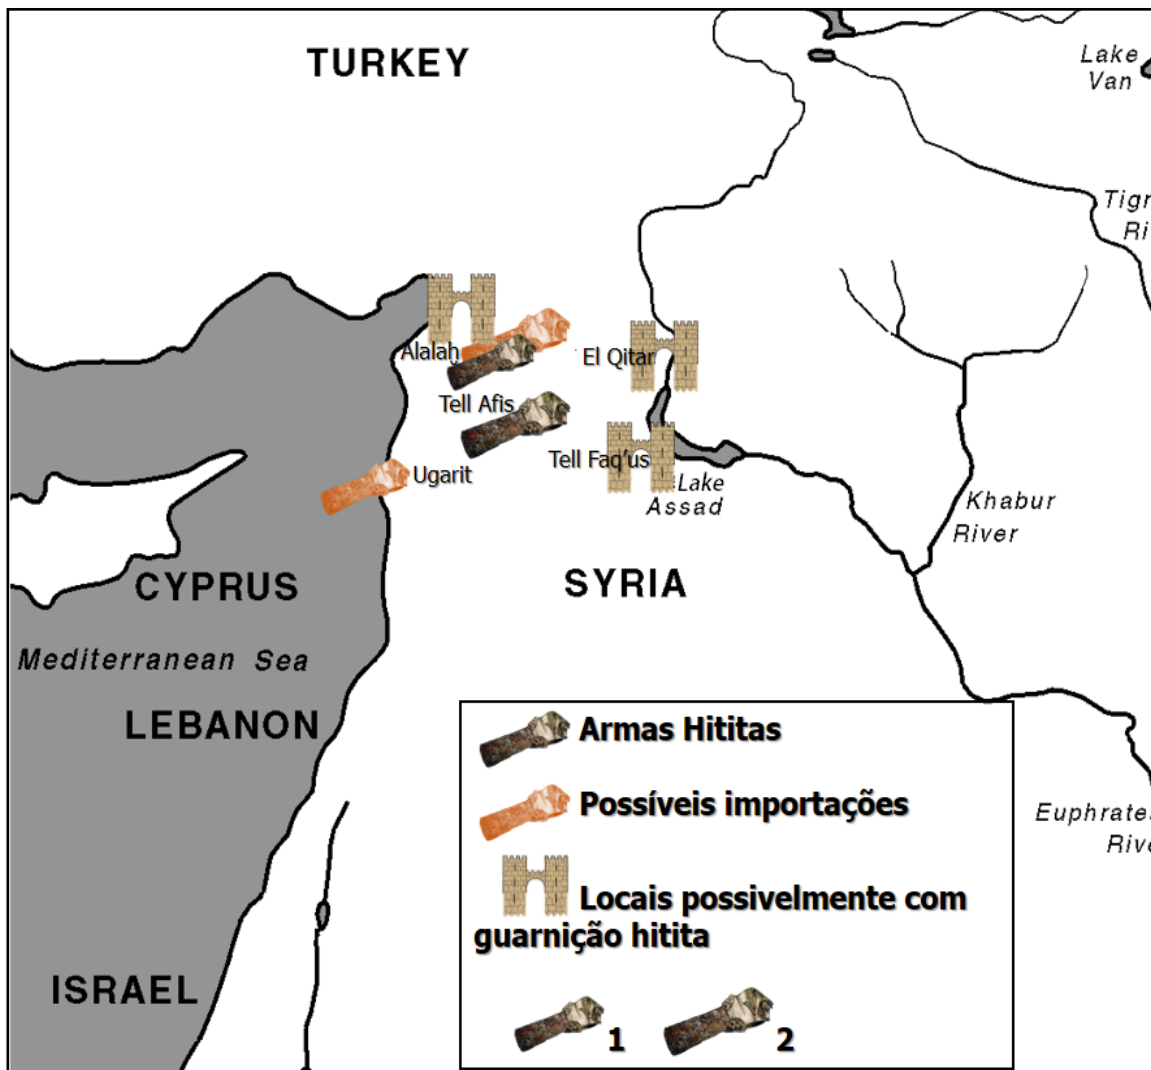 TURKEY
Lake
Van
Tigr
Ri
Alalah
El Qitar
Tell Afis
Tell Faq'us
Ugarit
Lake
Assad
Khabur
River
CYPRUS
SYRIA
Mediterranean Sea
LEBANON
Armas Hititas
Possíveis importações
Euphrates
Rive
Locais possivelmente com
guarnição hitita
ISRAEL
1
2